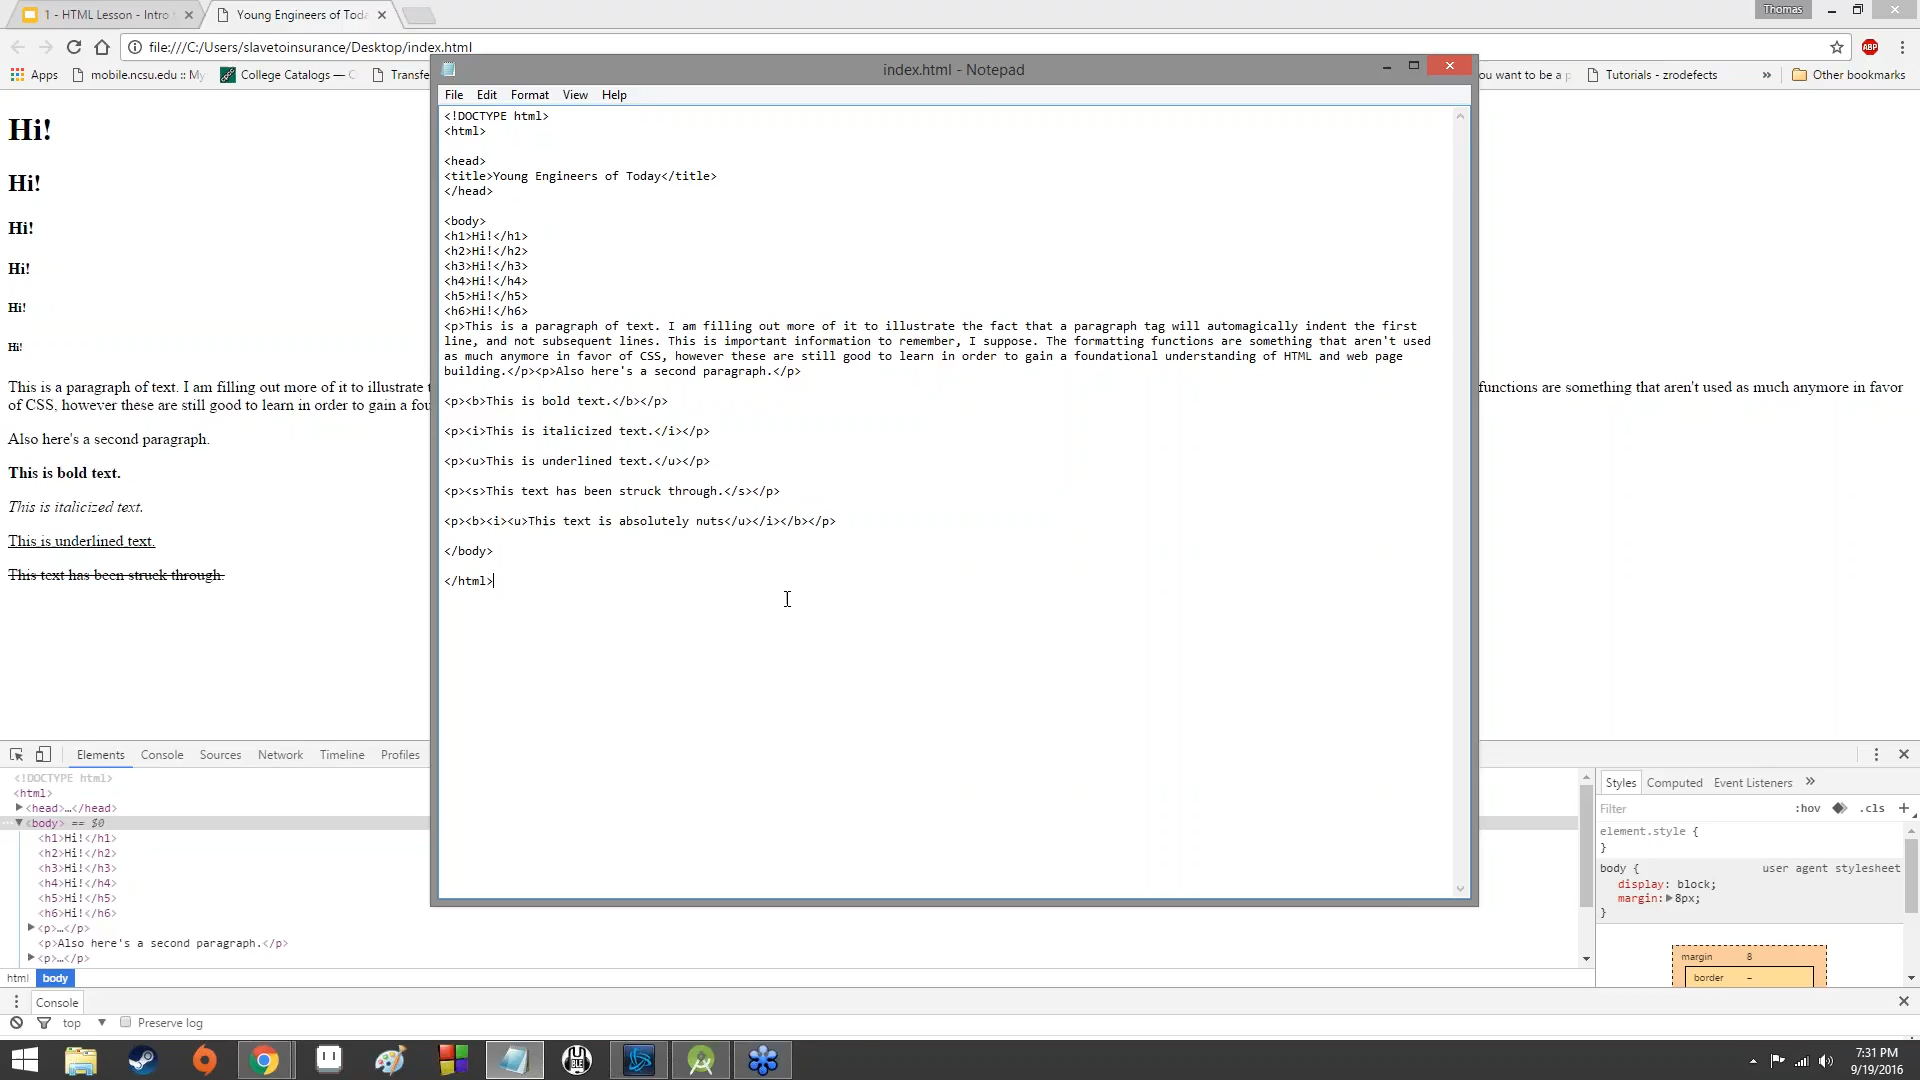 1 - HTML Lesson - Intro
Young Engineers of Toda
Thomas
file:///C:/Users/slavetoinsurance/Desktop/index.html
ABP
Apps
mobile.ncsu.edu :: My
College Catalogs — C
Transfe
you want to be a p
Tutorials - zrodefects
»
Other bookmarks
index.html - Notepad
File Edit Format View Help
<!DOCTYPE html>
<html>
<head>
<title>Young Engineers of Today</title>
</head>
<body>
<h1>Hi!</h1>
<h2>Hi!</h2>
<h3>Hi!</h3>
<h4>Hi!</h4>
<h5>Hi!</h5>
<h6>Hi!</h6>
<p>This is a paragraph of text. I am filling out more of it to illustrate the fact that a paragraph tag will automagically indent the first
line, and not subsequent lines. This is important information to remember, I suppose. The formatting functions are something that aren't used
as much anymore in favor of CSS, however these are still good to learn in order to gain a foundational understanding of HTML and web page
building.</p><p>Also here's a second paragraph.</p>
<p><b>This is bold text.</b></p>
<p><i>This is italicized text.</i></p>
<p><u>This is underlined text.</u></p>
<p><s>This text has been struck through.</s></p>
<p><b><i><u>This text is absolutely nuts</u></i></b></p>
</body>
</html>
Hi!
Hi!
Hi!
Hi!
Hi!
Hi!
This is a paragraph of text. I am filling out more of it to illustrate t
functions are something that aren't used as much anymore in favor
of CSS, however these are still good to learn in order to gain a fou
Also here's a second paragraph.
This is bold text.
This is italicized text.
This is underlined text.
This text has been struck through.
Elements Console Sources Network Timeline Profiles
<!DOCTYPE html>
<html>
<head>…</head>
<body> == $0
<h1>Hi!</h1>
<h2>Hi!</h2>
<h3>Hi!</h3>
<h4>Hi!</h4>
<h5>Hi!</h5>
<h6>Hi!</h6>
<p>…</p>
<p>Also here's a second paragraph.</p>
<p>…</p>
html body
Styles Computed Event Listeners »
Filter :hov .cls +
element.style {
}
body { user agent stylesheet
display: block;
margin: 8px;
}
margin 8
border –
Console
top Preserve log
7:31 PM
9/19/2016